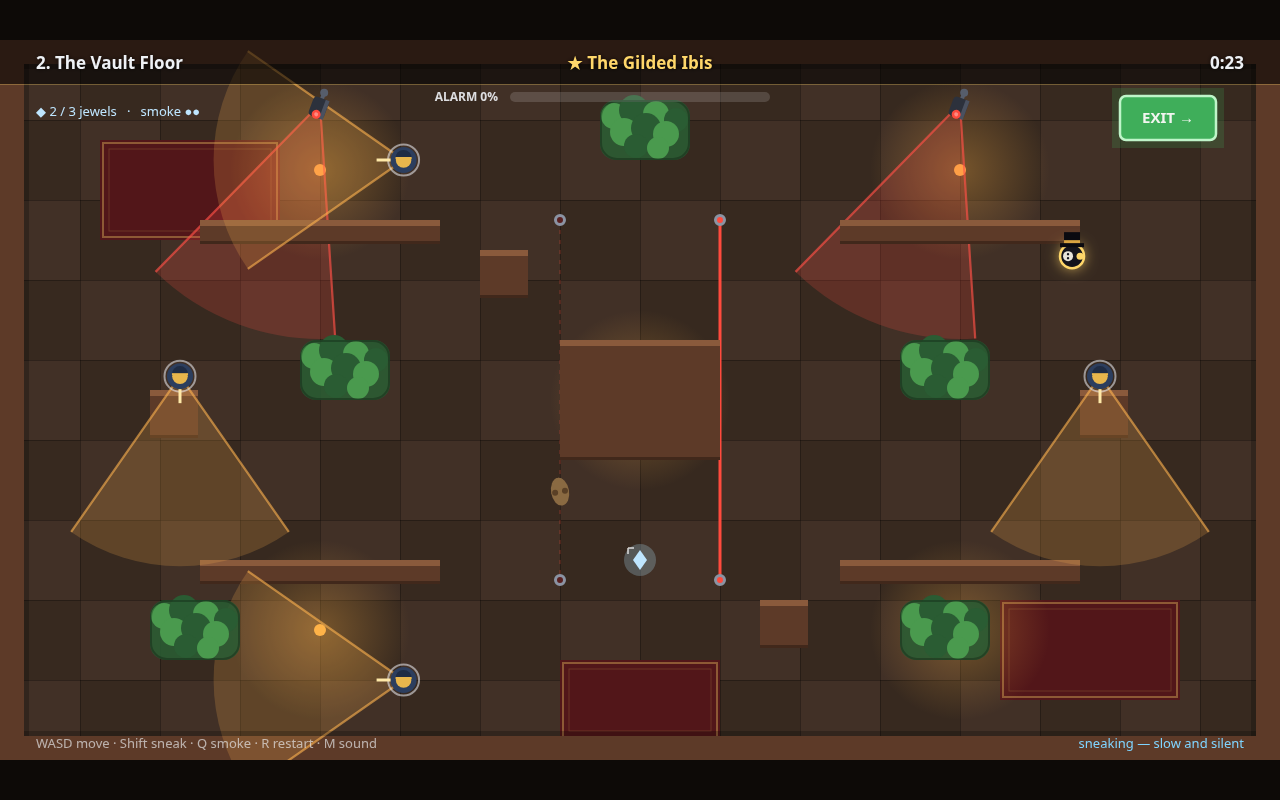 2. The Vault Floor
★ The Gilded Ibis
0:23
ALARM 0%
◆ 2 / 3 jewels · smoke ●●
EXIT →
WASD move · Shift sneak · Q smoke · R restart · M sound
sneaking — slow and silent